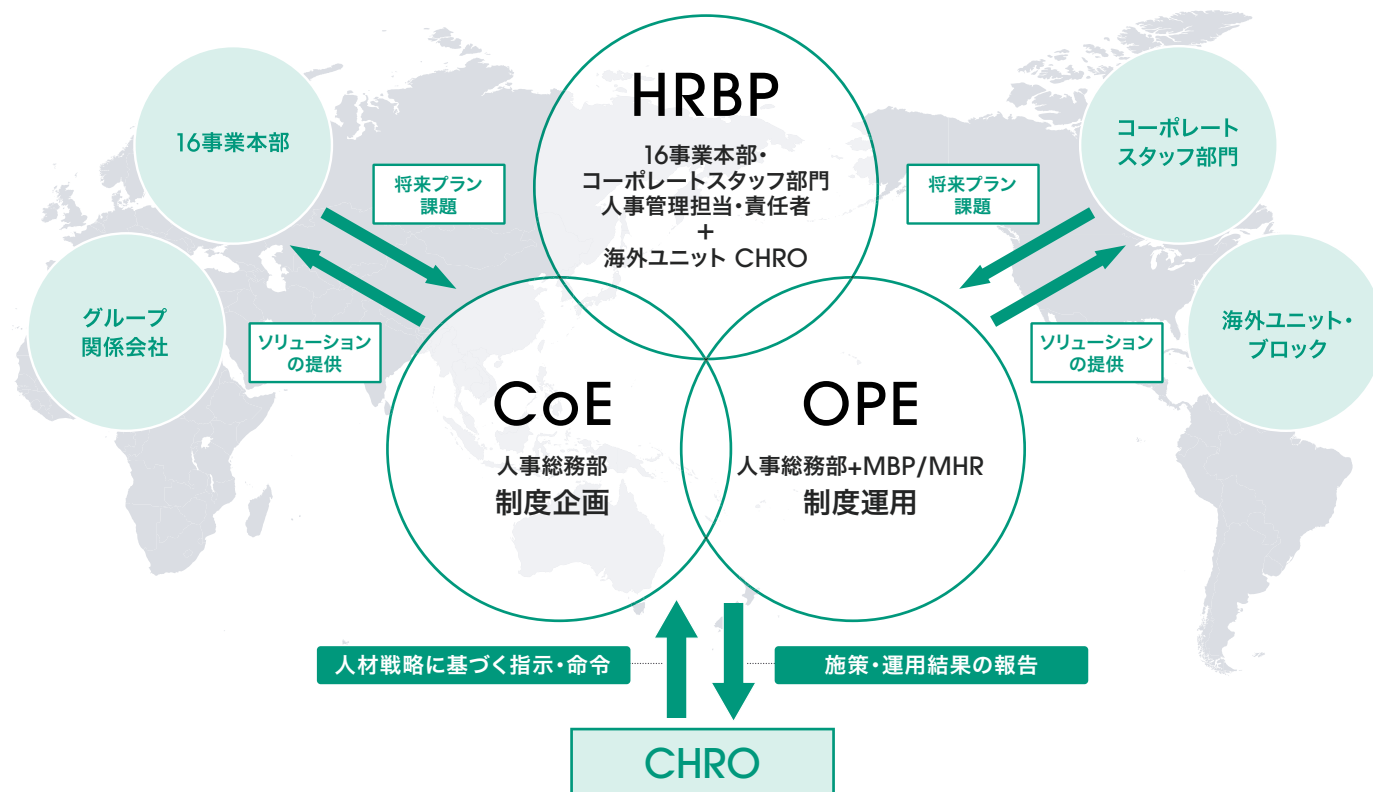 HRBP
16事業本部・
コーポレートスタッフ部門
人事管理担当・責任者
+
海外ユニット CHRO
16事業本部
グループ
関係会社
将来プラン
課題
ソリューション
の提供
コーポレート
スタッフ部門
海外ユニット・
ブロック
将来プラン
課題
ソリューション
の提供
CoE
人事総務部
制度企画
OPE
人事総務部+MBP/MHR
制度運用
人材戦略に基づく指示・命令
施策・運用結果の報告
CHRO